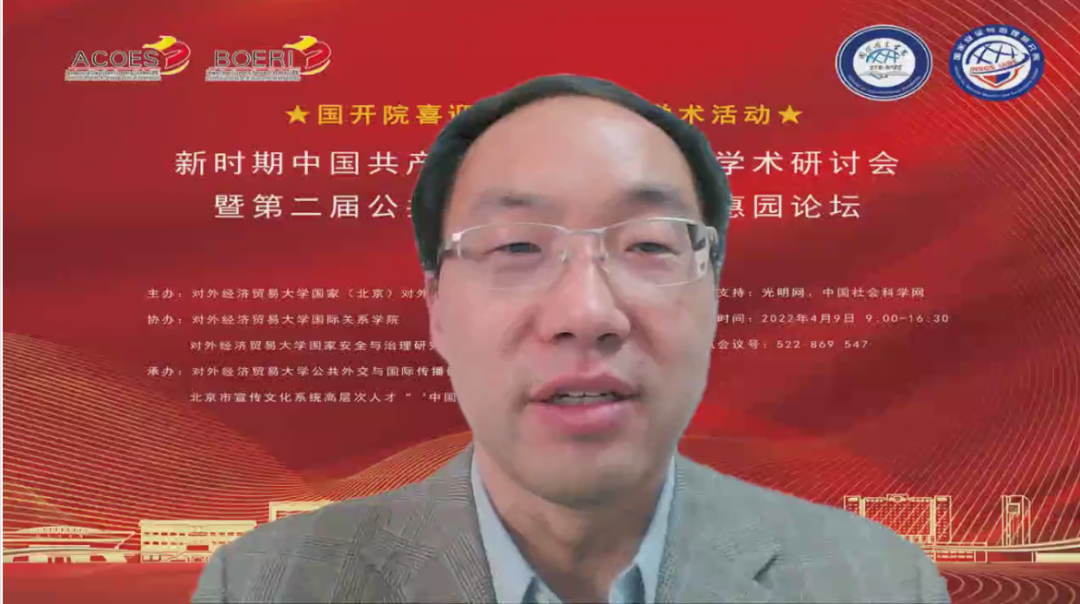 ACOES BOERI
★国开院喜迎 学术活动★
新时期中国共产 学术研讨会
暨第二届公共 惠园论坛
主办：对外经济贸易大学国家（北京）对外 支持：光明网、中国社会科学网
协办：对外经济贸易大学国际关系学院 时间：2022年4月9日 9:00-16:30
对外经济贸易大学国家安全与治理研究 会议号：522 869 547
承办：对外经济贸易大学公共外交与国际传播
北京市宣传文化系统高层次人才“‘中国